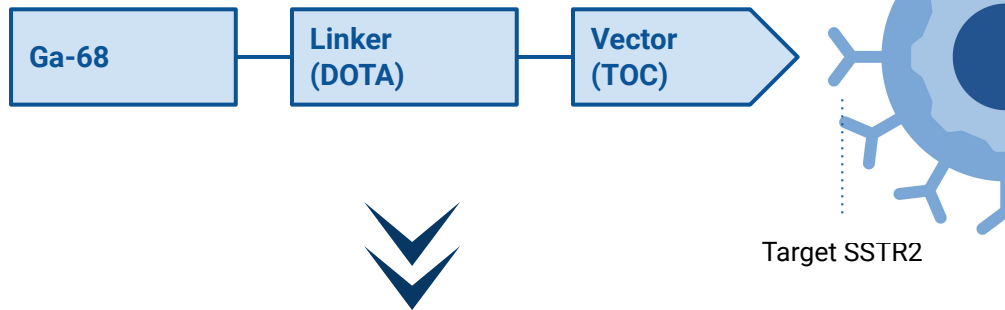 Ga-68
Linker
(DOTA)
Vector
(TOC)
Target SSTR2